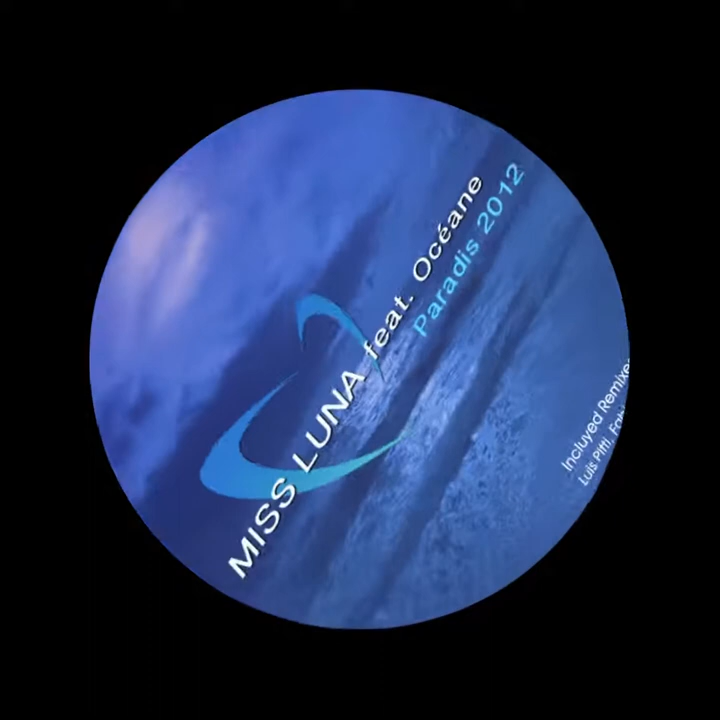 MISS LUNA feat. Océane
Paradis 2012
Incluyed Remixe
Luis Pitti,